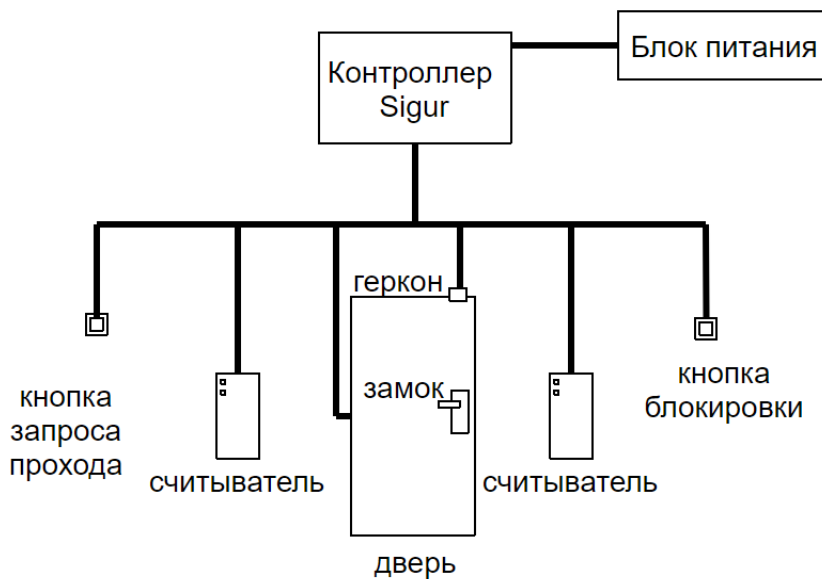 Контроллер
Sigur
Блок питания
геркон
замок
кнопка
запроса
прохода
считыватель
считыватель
кнопка
блокировки
дверь